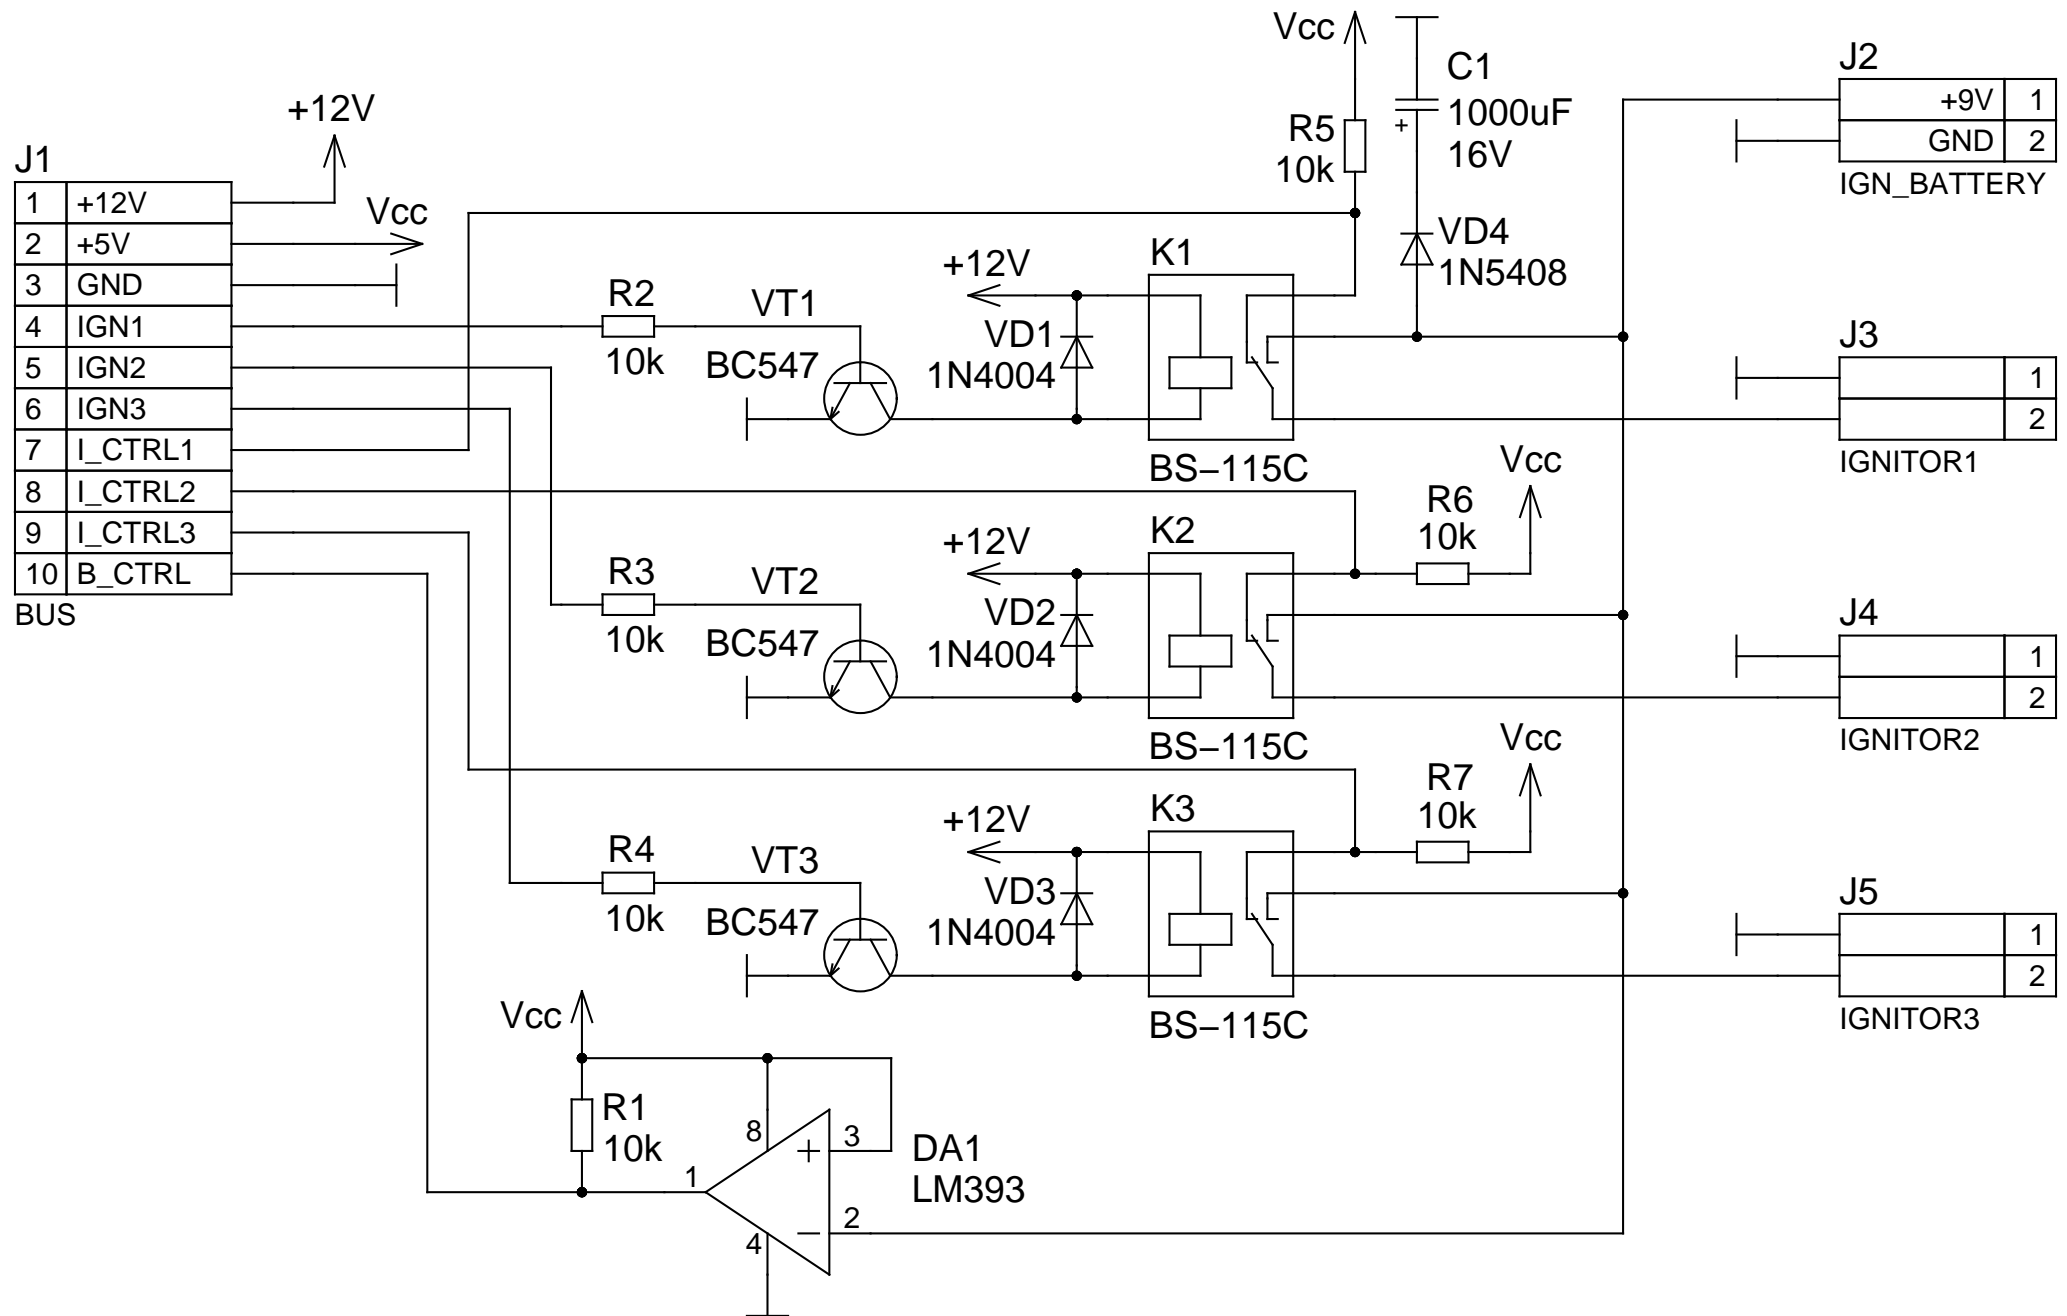 Vcc
C1
1000uF
16V
+
R5
10k
J2
+9V 1
GND 2
IGN_BATTERY
+12V
J1
1 +12V
2 +5V
3 GND
4 IGN1
5 IGN2
6 IGN3
7 I_CTRL1
8 I_CTRL2
9 I_CTRL3
10 B_CTRL
BUS
Vcc
R2
10k
VT1
BC547
+12V
VD1
1N4004
K1
BS–115C
VD4
1N5408
J3
1
2
IGNITOR1
R3
10k
VT2
BC547
+12V
VD2
1N4004
K2
BS–115C
R6
10k
Vcc
J4
1
2
IGNITOR2
R4
10k
VT3
BC547
+12V
VD3
1N4004
K3
BS–115C
R7
10k
Vcc
J5
1
2
IGNITOR3
Vcc
R1
10k
8
+ 3
1
– 2
4
DA1
LM393